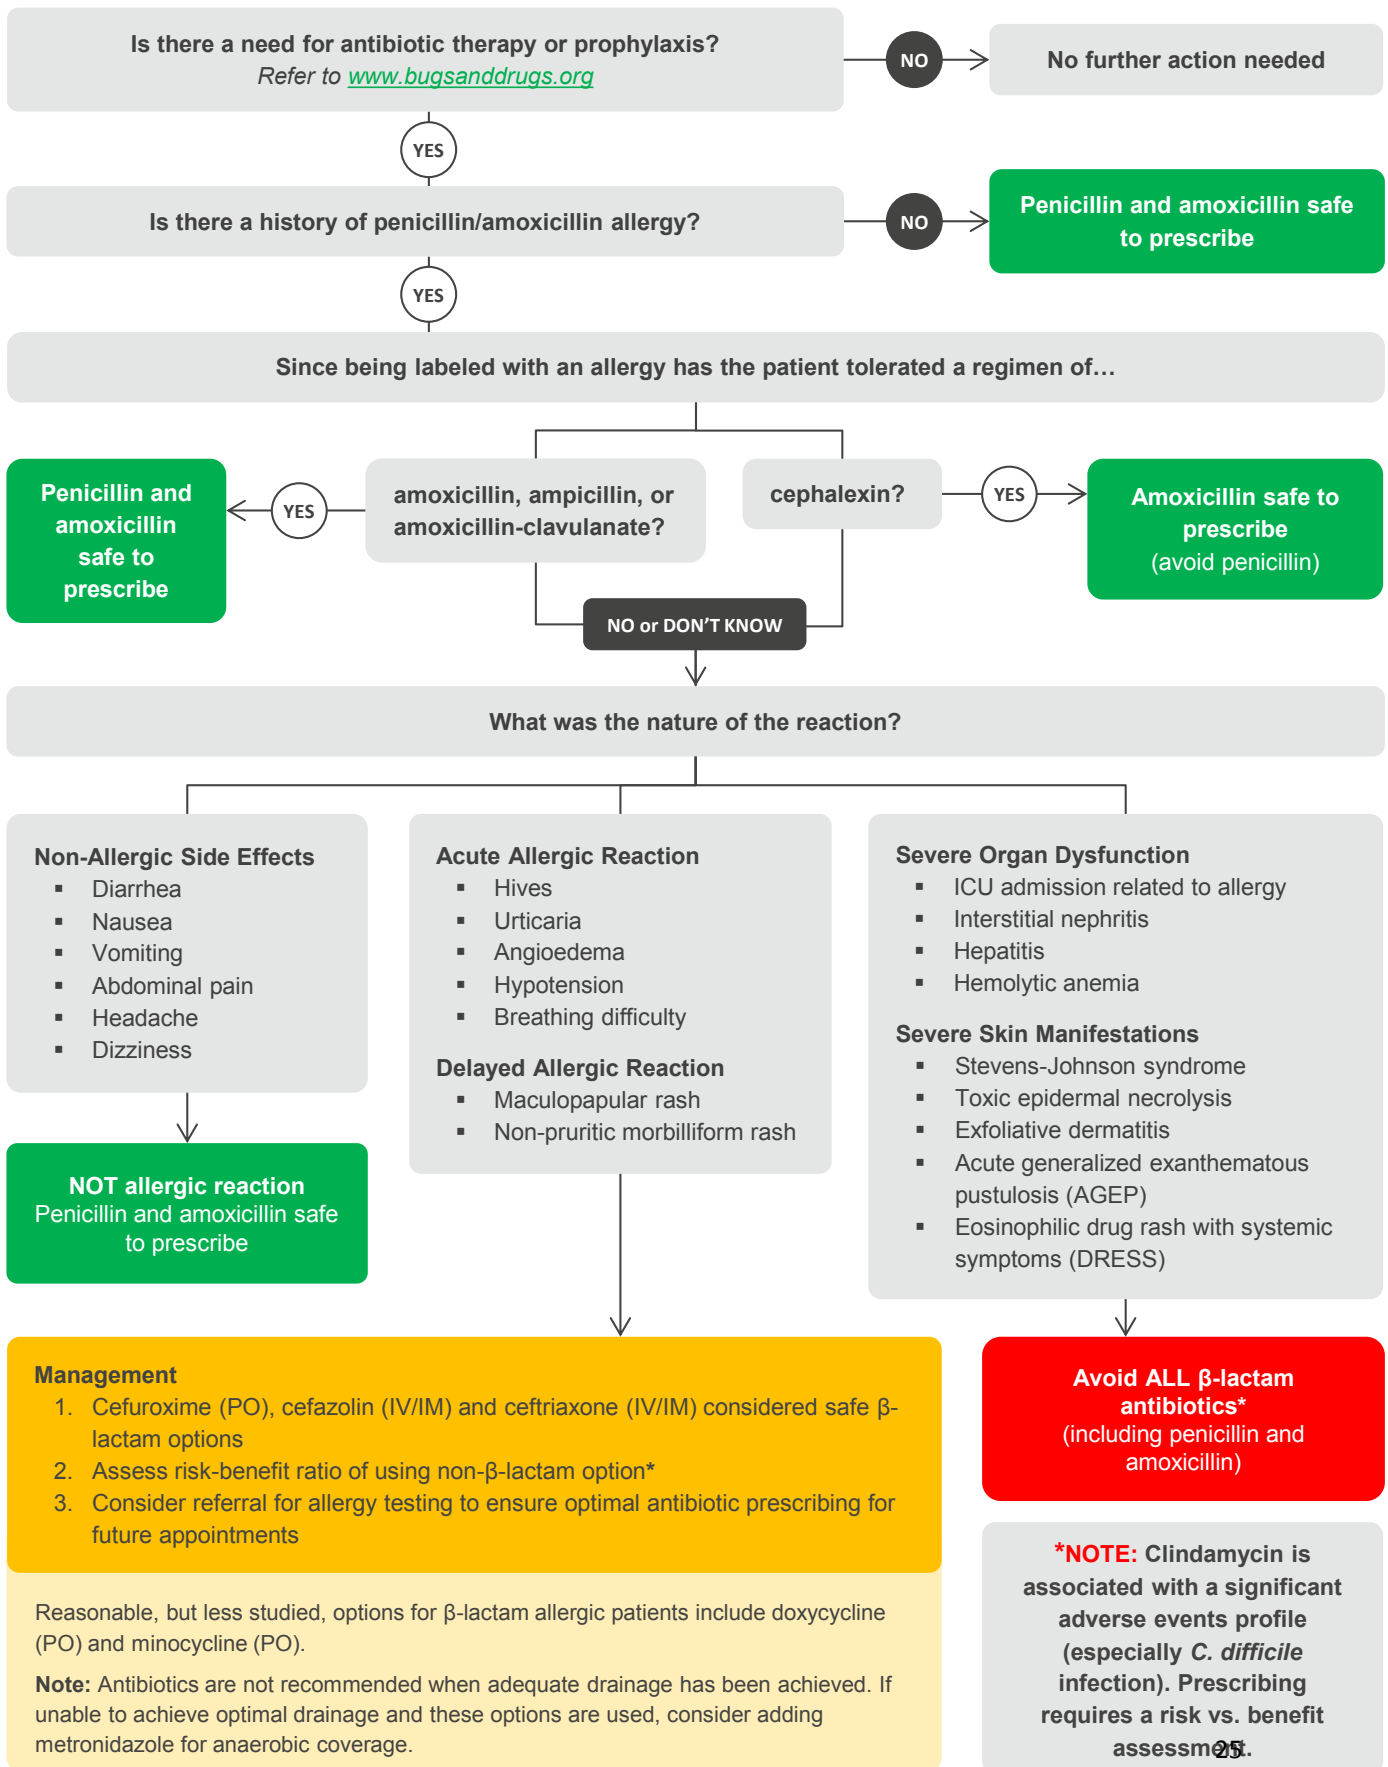 Is there a need for antibiotic therapy or prophylaxis?
Refer to www.bugsanddrugs.org
NO
No further action needed
YES
Is there a history of penicillin/amoxicillin allergy?
NO
Penicillin and amoxicillin safe
to prescribe
YES
Since being labeled with an allergy has the patient tolerated a regimen of…
Penicillin and
amoxicillin
safe to
prescribe
YES
amoxicillin, ampicillin, or
amoxicillin-clavulanate?
cephalexin?
YES
Amoxicillin safe to
prescribe
(avoid penicillin)
NO or DON'T KNOW
What was the nature of the reaction?
Non-Allergic Side Effects
▪ Diarrhea
▪ Nausea
▪ Vomiting
▪ Abdominal pain
▪ Headache
▪ Dizziness
NOT allergic reaction
Penicillin and amoxicillin safe
to prescribe
Acute Allergic Reaction
▪ Hives
▪ Urticaria
▪ Angioedema
▪ Hypotension
▪ Breathing difficulty
Delayed Allergic Reaction
▪ Maculopapular rash
▪ Non-pruritic morbilliform rash
Severe Organ Dysfunction
▪ ICU admission related to allergy
▪ Interstitial nephritis
▪ Hepatitis
▪ Hemolytic anemia
Severe Skin Manifestations
▪ Stevens-Johnson syndrome
▪ Toxic epidermal necrolysis
▪ Exfoliative dermatitis
▪ Acute generalized exanthematous
pustulosis (AGEP)
▪ Eosinophilic drug rash with systemic
symptoms (DRESS)
Management
1. Cefuroxime (PO), cefazolin (IV/IM) and ceftriaxone (IV/IM) considered safe β-
lactam options
2. Assess risk-benefit ratio of using non-β-lactam option*
3. Consider referral for allergy testing to ensure optimal antibiotic prescribing for
future appointments
Reasonable, but less studied, options for β-lactam allergic patients include doxycycline
(PO) and minocycline (PO).
Note: Antibiotics are not recommended when adequate drainage has been achieved. If
unable to achieve optimal drainage and these options are used, consider adding
metronidazole for anaerobic coverage.
Avoid ALL β-lactam
antibiotics*
(including penicillin and
amoxicillin)
*NOTE: Clindamycin is
associated with a significant
adverse events profile
(especially C. difficile
infection). Prescribing
requires a risk vs. benefit
assessment.
25